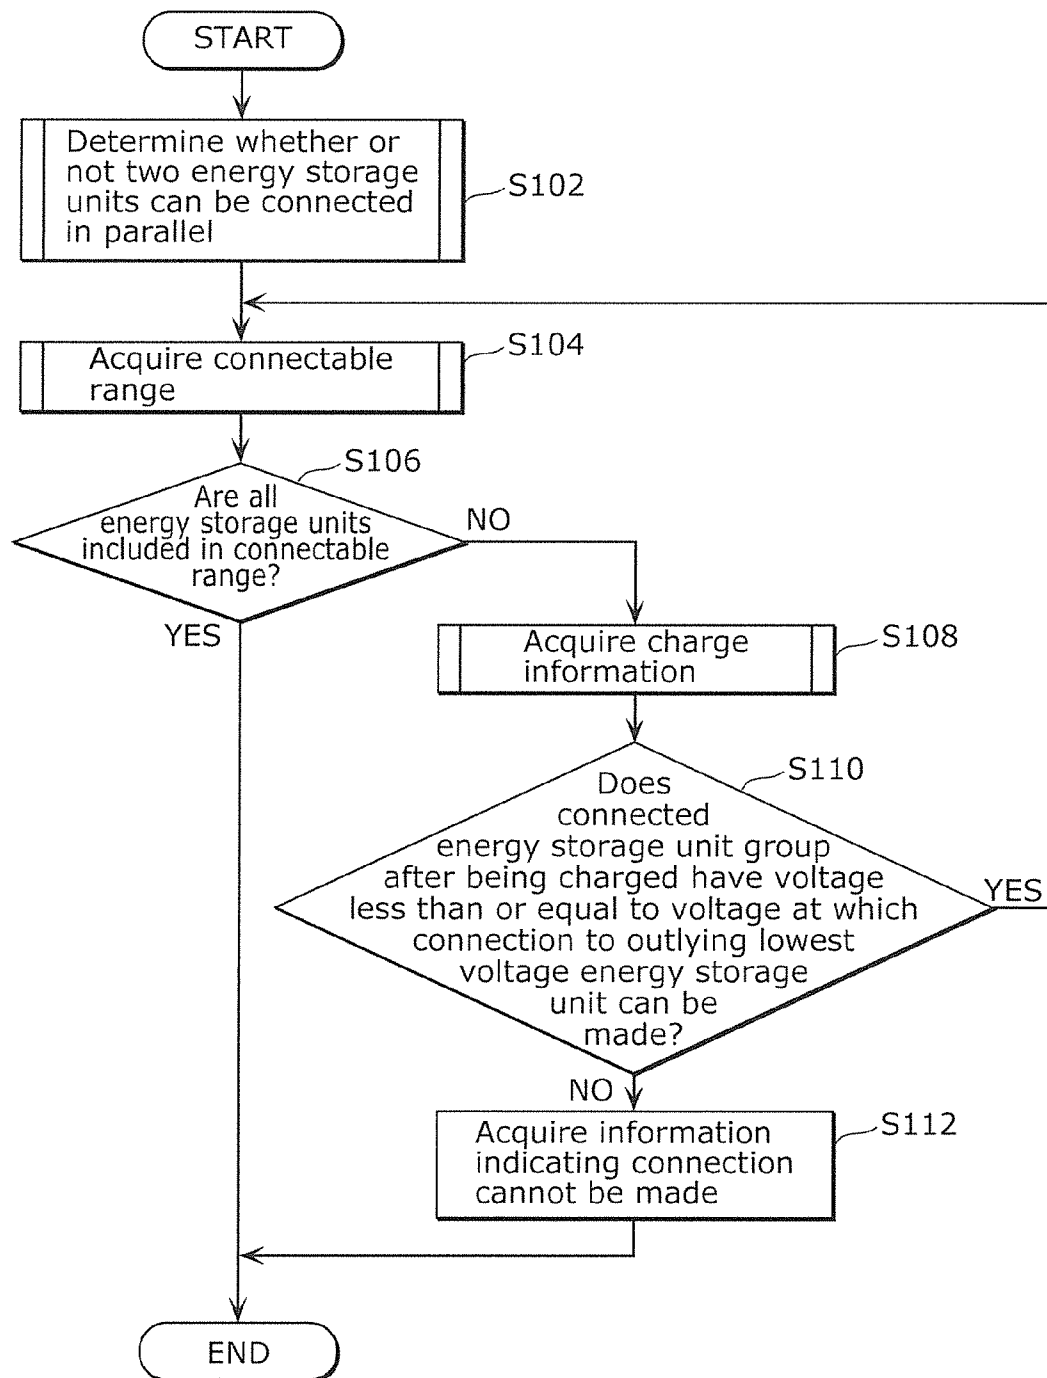 START
Determine whether or
not two energy storage
units can be connected
in parallel
S102
Acquire connectable
range
S104
S106
Are all
energy storage units
included in connectable
range?
NO
YES
Acquire charge
information
S108
S110
Does
connected
energy storage unit group
after being charged have voltage
less than or equal to voltage at which
connection to outlying lowest
voltage energy storage
unit can be
made?
YES
NO
Acquire information
indicating connection
cannot be made
S112
END